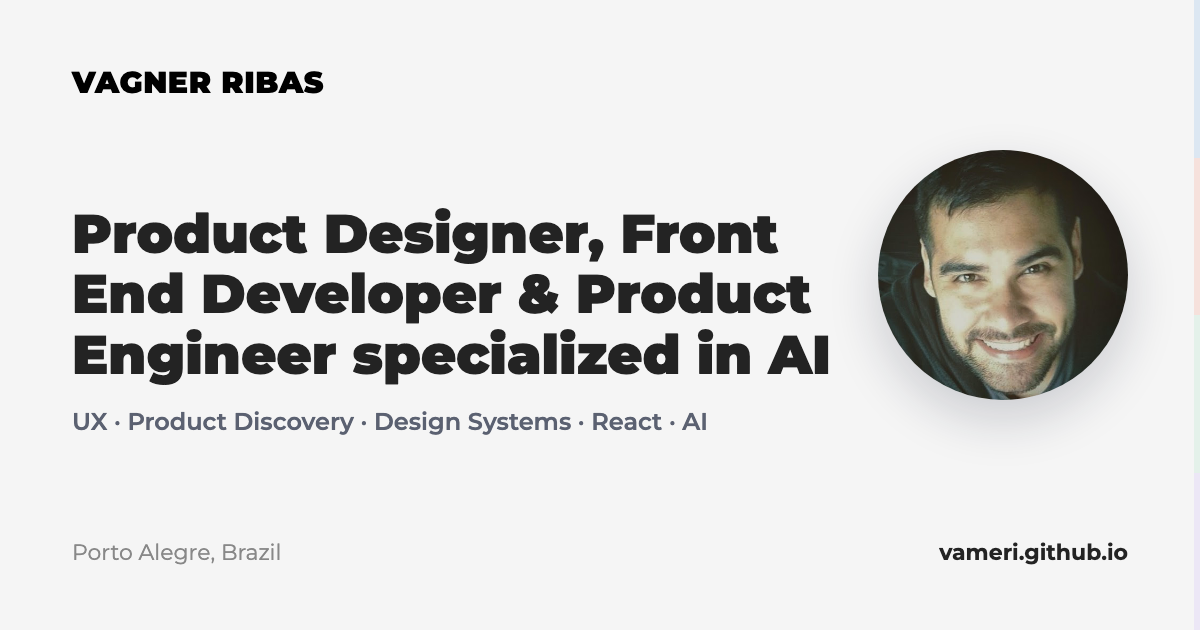 VAGNER RIBAS
Product Designer, Front
End Developer & Product
Engineer specialized in AI
UX · Product Discovery · Design Systems · React · AI
Porto Alegre, Brazil
vameri.github.io